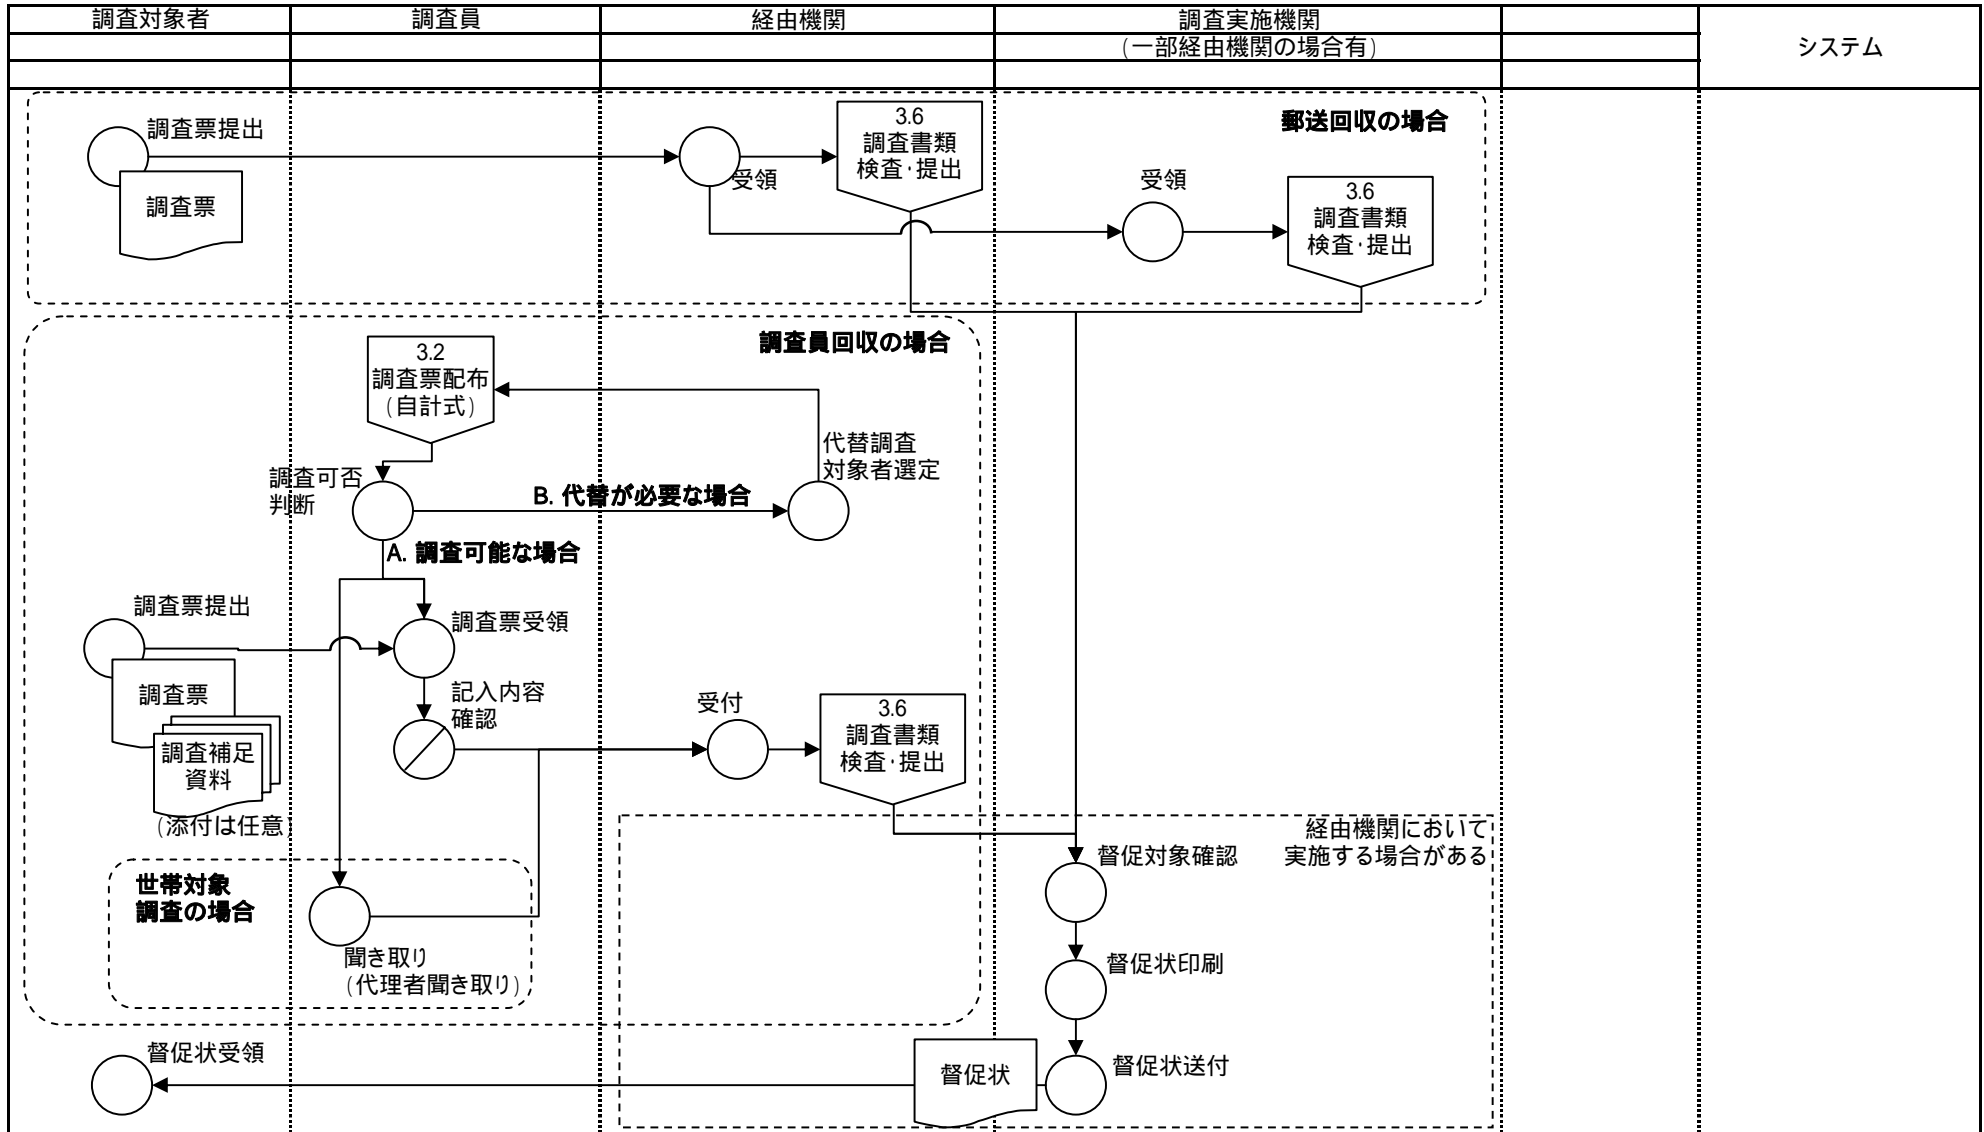 調査対象者
調査員
経由機関
調査実施機関
(一部経由機関の場合有)
システム
郵送回収の場合
調査票提出
調査票
受領
3.6
調査書類
検査・提出
受領
3.6
調査書類
検査・提出
調査員回収の場合
3.2
調査票配布
(自計式)
代替調査
対象者選定
調査可否
判断
B. 代替が必要な場合
A. 調査可能な場合
調査票提出
調査票
調査補足
資料
(添付は任意)
調査票受領
記入内容
確認
受付
3.6
調査書類
検査・提出
世帯対象
調査の場合
聞き取り
(代理者聞き取り)
経由機関において
実施する場合がある
督促対象確認
督促状印刷
督促状送付
督促状
督促状受領